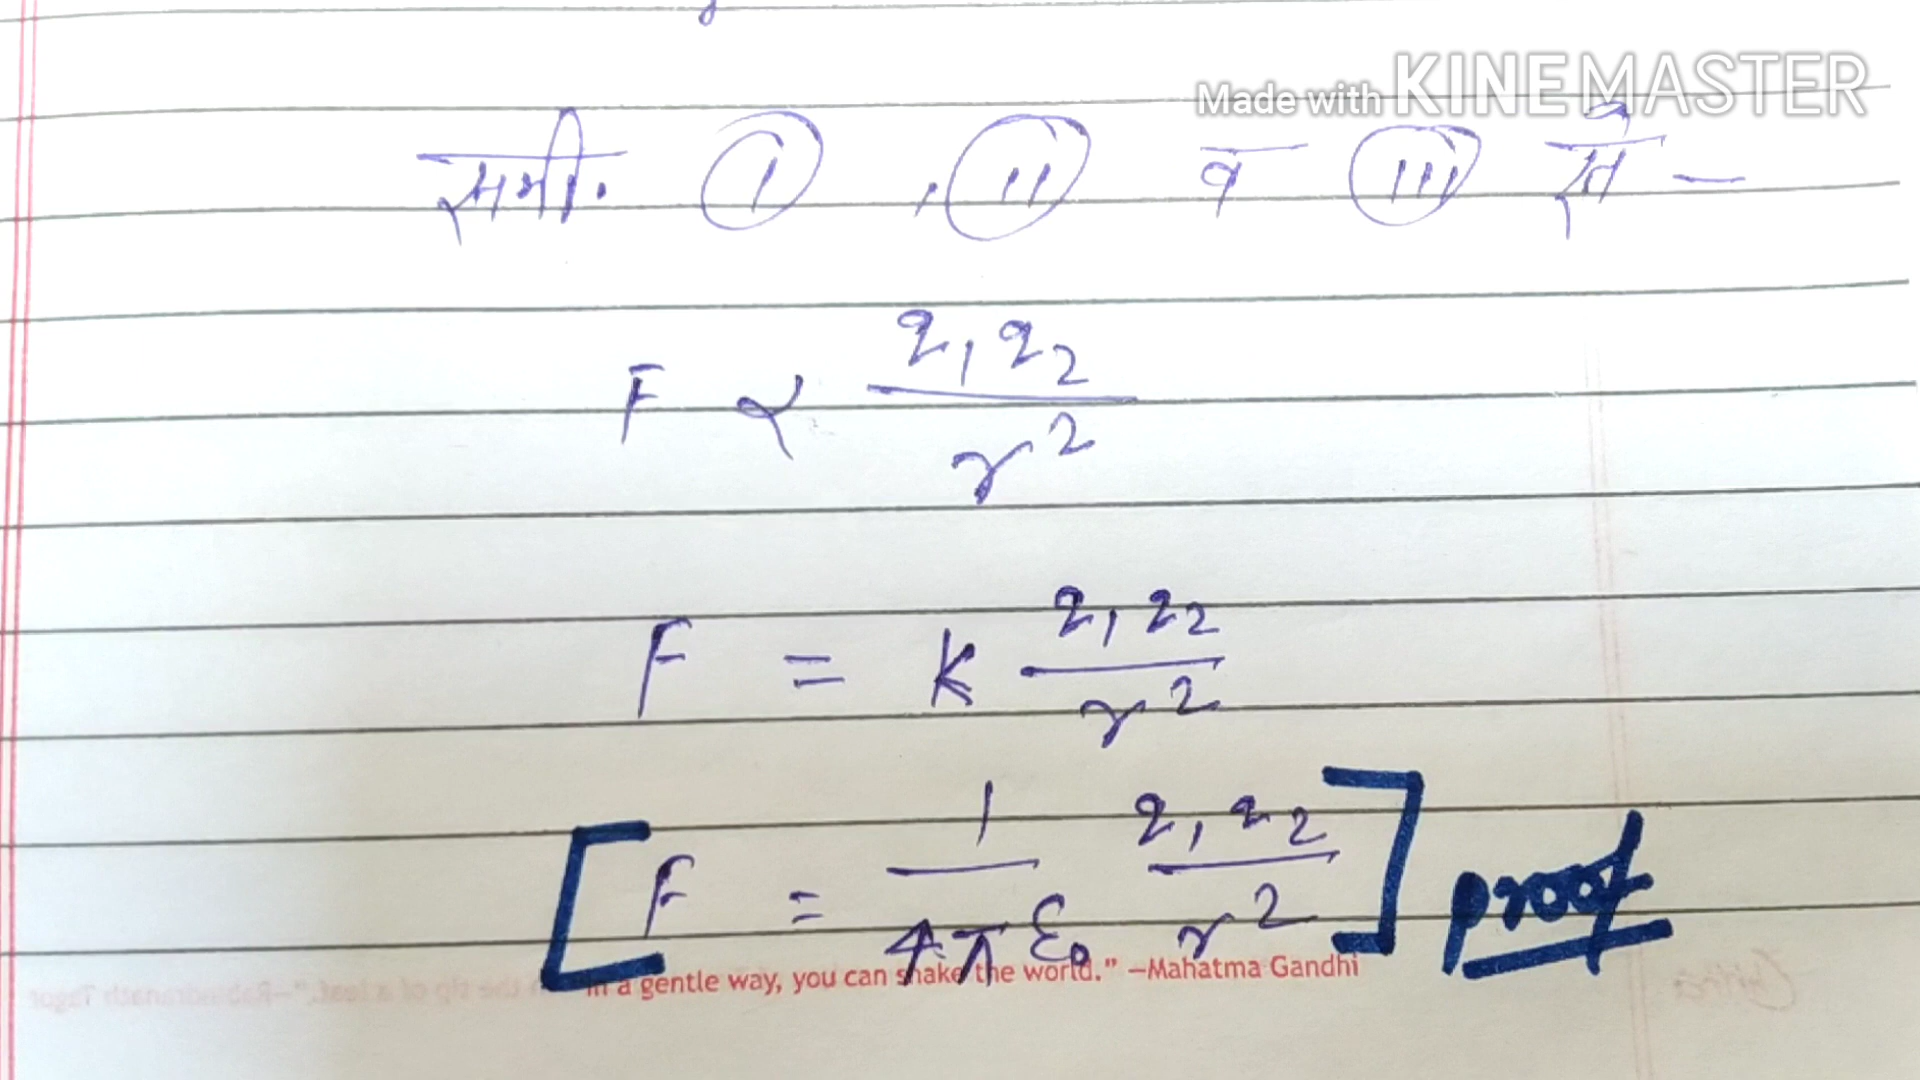 Made with KINEMASTER
समी. (i) , (ii) व (iii) से –
F ∝ q₁q₂ / r²
F = k q₁q₂ / r²
[ F = 1 / 4πε₀ q₁q₂ / r² ] proof
"In a gentle way, you can shake the world." –Mahatma Gandhi